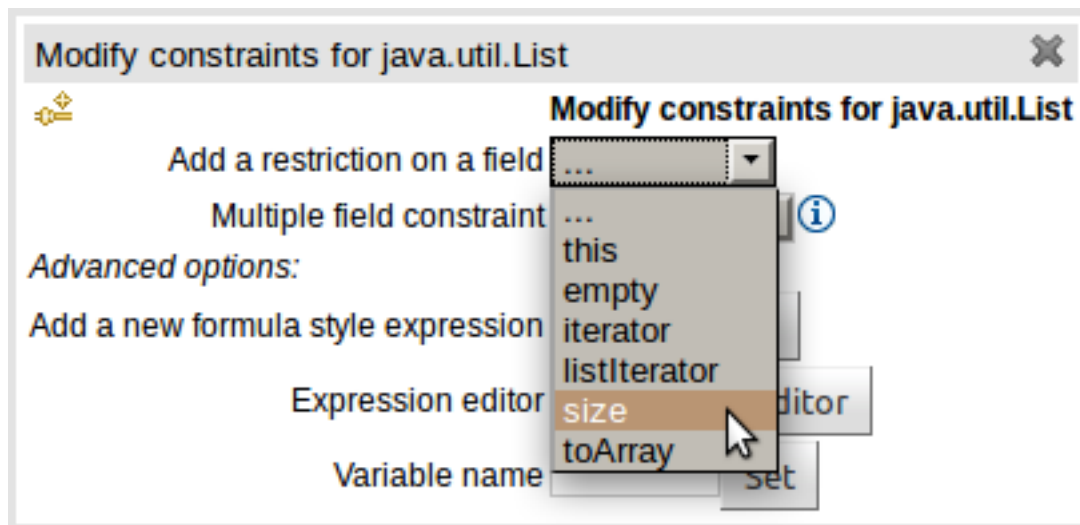 Modify constraints for java.util.List
Modify constraints for java.util.List
Add a restriction on a field ...
Multiple field constraint ...
this
Advanced options:
empty
Add a new formula style expression iterator
listIterator
Expression editor size ditor
toArray
Variable name Set